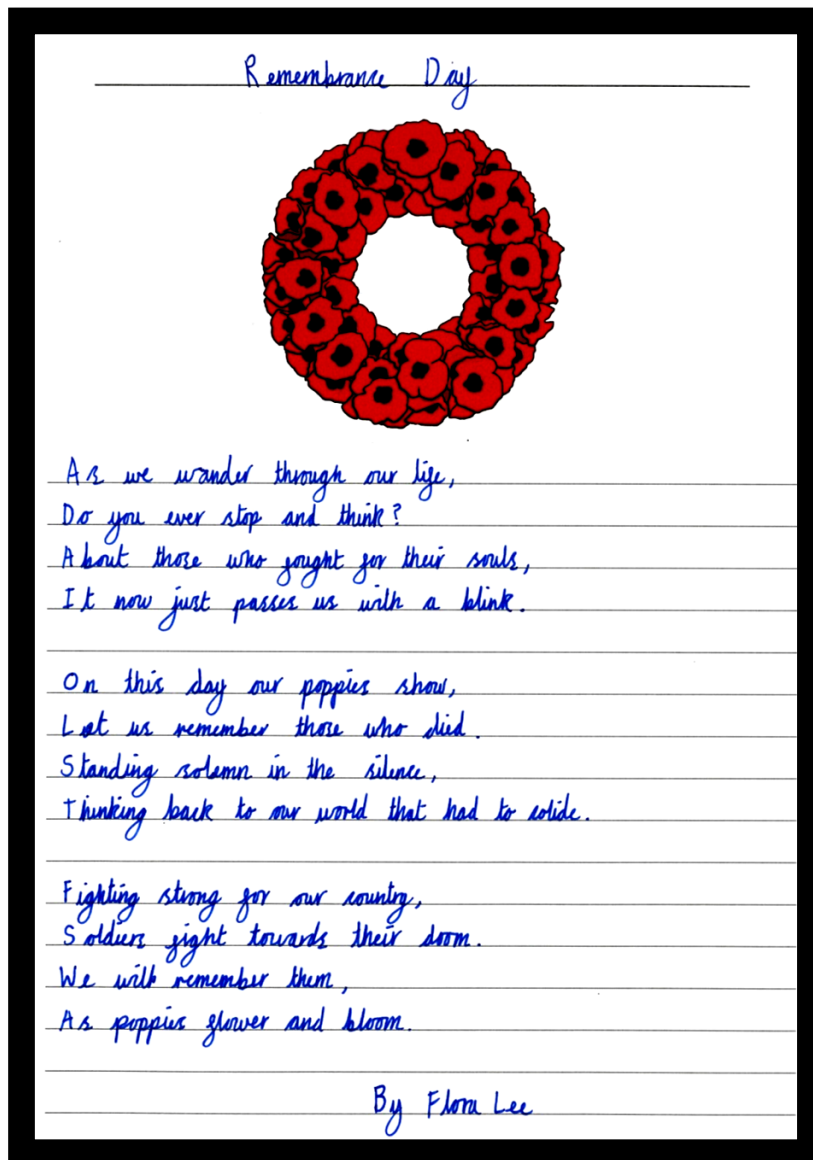 Remembrance Day
As we wander through our life,
Do you ever stop and think?
About those who fought for their souls,
It now just passes us with a blink.
On this day our poppies show,
Let us remember those who died.
Standing solemn in the silence,
Thinking back to our world that had to colide.
Fighting strong for our country,
Soldiers fight towards their doom.
We will remember them,
As poppies flower and bloom.
By Flora Lee